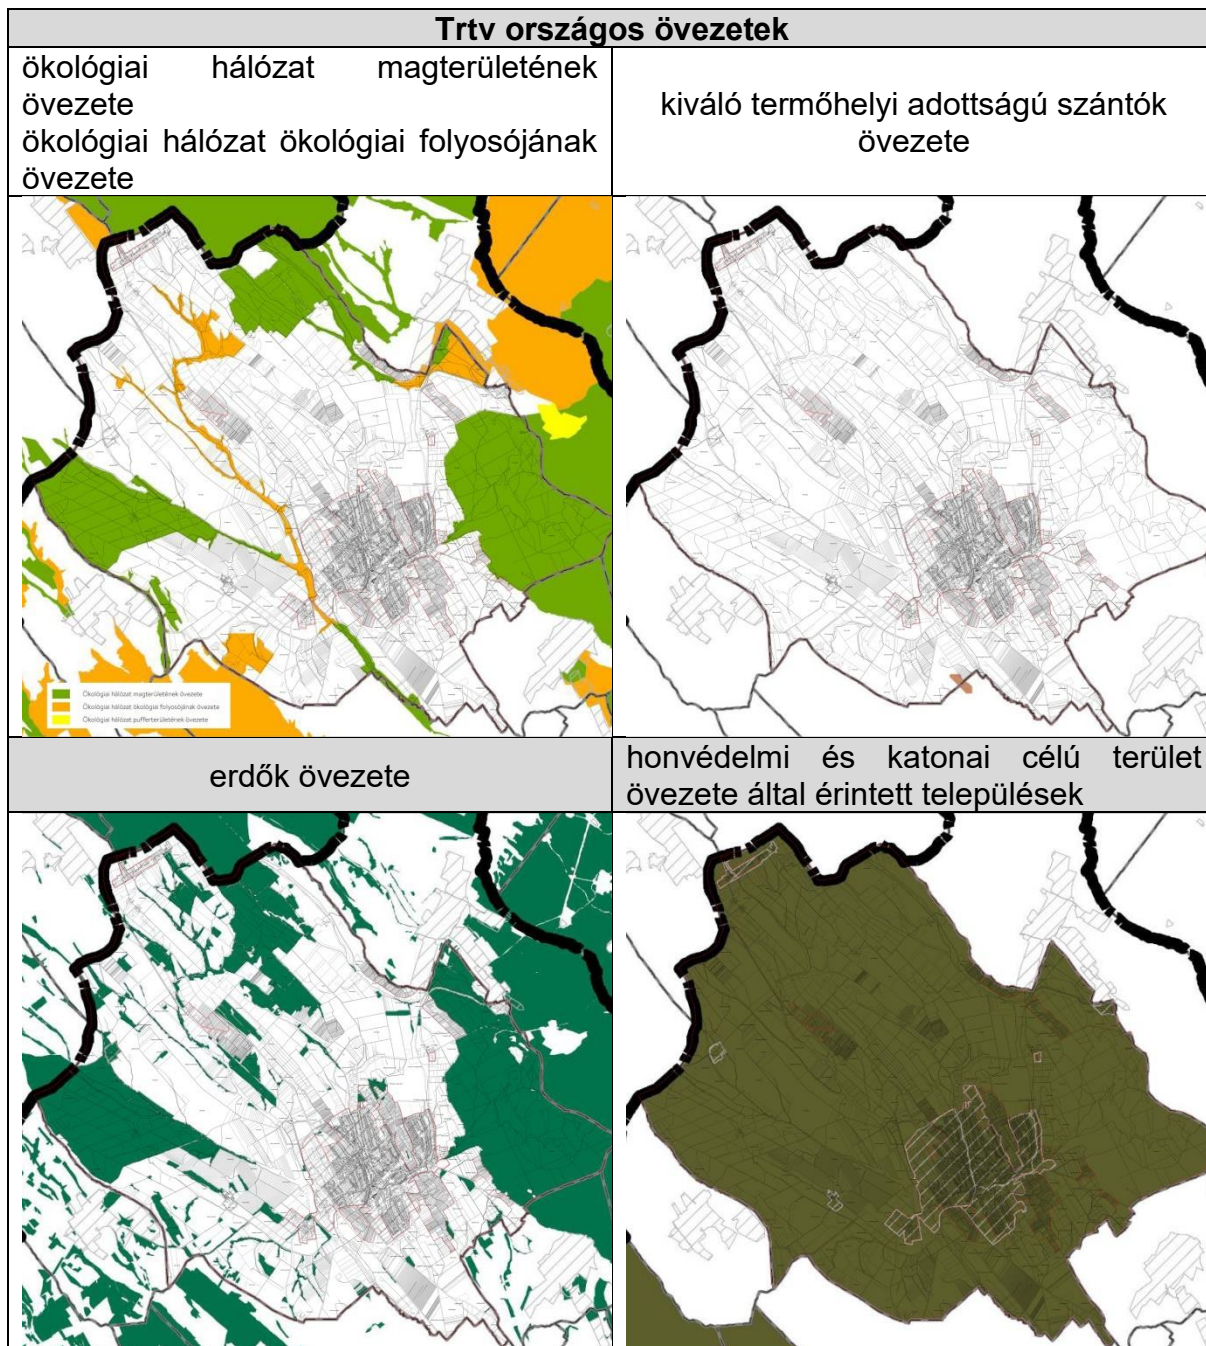 Trtv országos övezetek
ökológiai hálózat magterületének
övezete
ökológiai hálózat ökológiai folyosójának
övezete
kiváló termőhelyi adottságú szántók
övezete
Ökológiai hálózat magterületének övezete
Ökológiai hálózat ökológiai folyosójának övezete
Ökológiai hálózat pufferterületének övezete
erdők övezete
honvédelmi és katonai célú terület
övezete által érintett települések